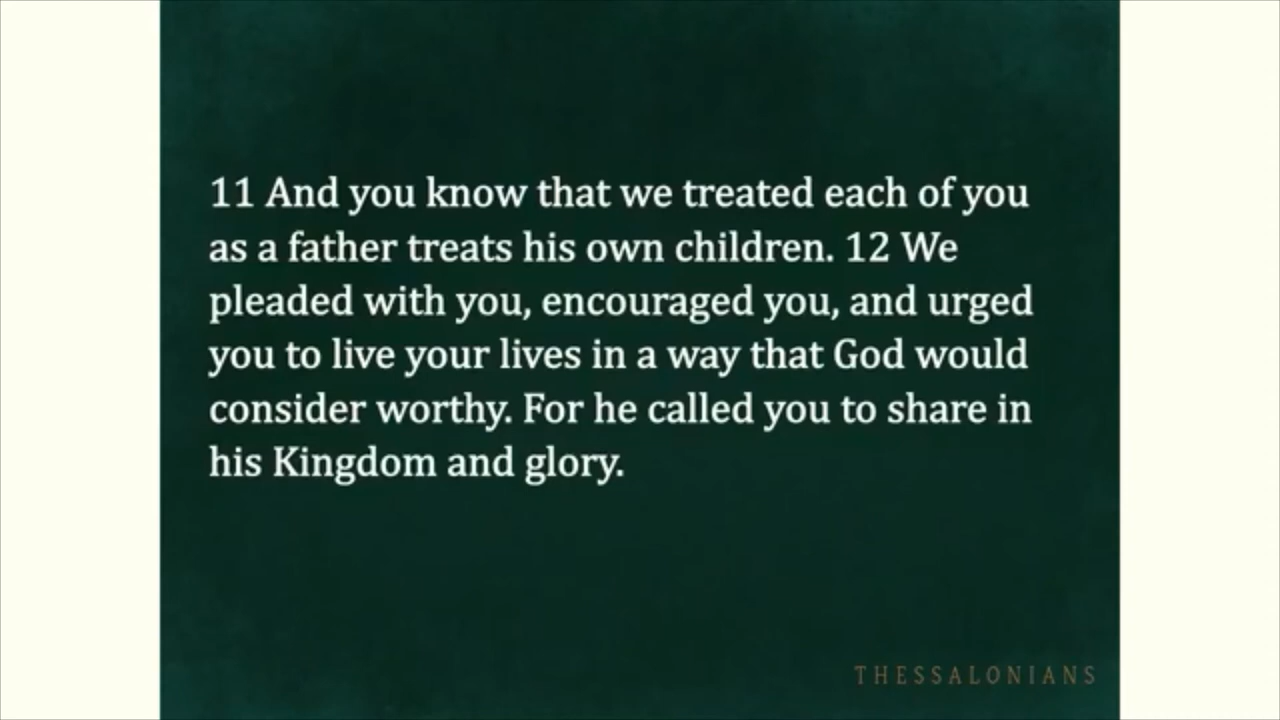 11 And you know that we treated each of you
as a father treats his own children. 12 We
pleaded with you, encouraged you, and urged
you to live your lives in a way that God would
consider worthy. For he called you to share in
his Kingdom and glory.
THESSALONIANS